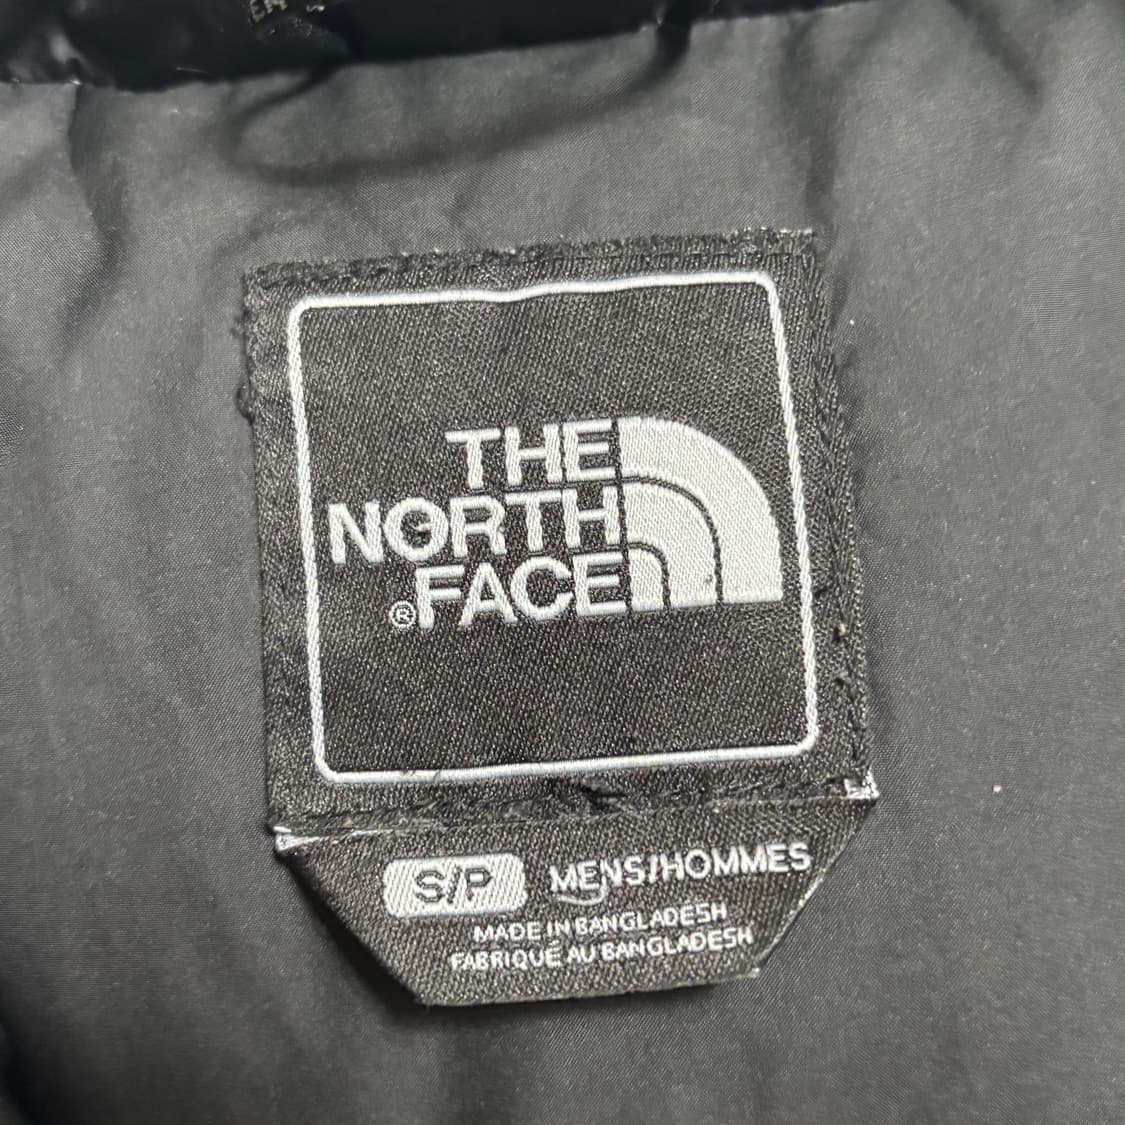 THE
NORTH
®FACE
S/P MENS/HOMMES
MADE IN BANGLADESH
FABRIQUÉ AU BANGLADESH